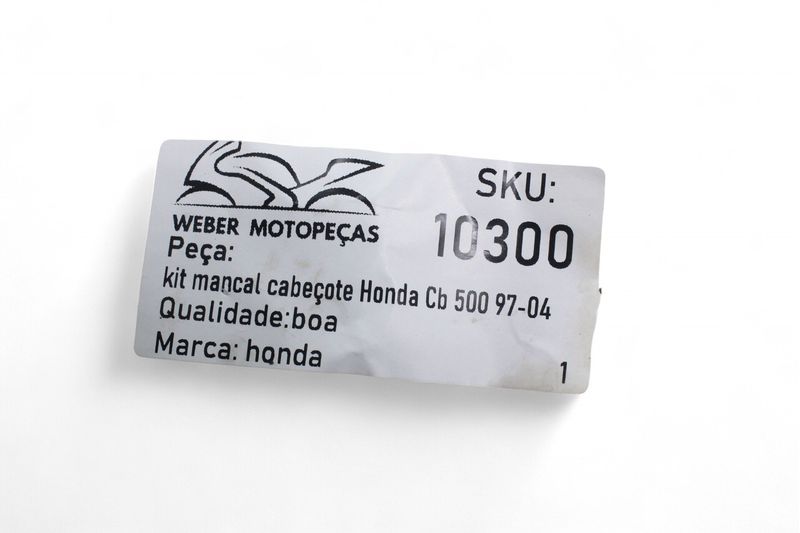 WEBER MOTOPEÇAS
SKU:
10300
Peça:
kit mancal cabeçote Honda Cb 500 97-04
Qualidade:boa
Marca: honda
1